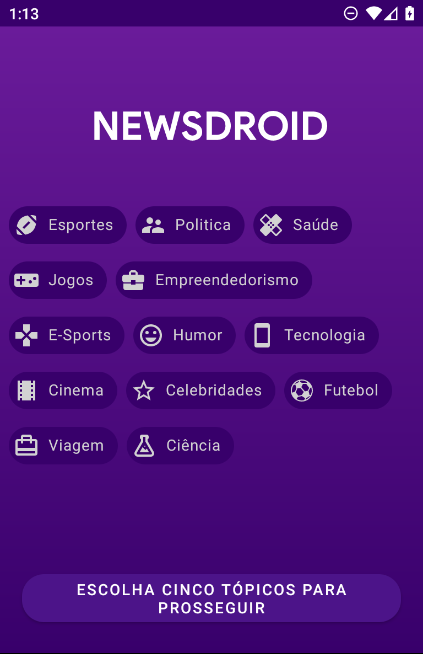 1:13
NEWSDROID
Esportes Politica Saúde
Jogos Empreendedorismo
E-Sports Humor Tecnologia
Cinema Celebridades Futebol
Viagem Ciência
ESCOLHA CINCO TÓPICOS PARA
PROSSEGUIR